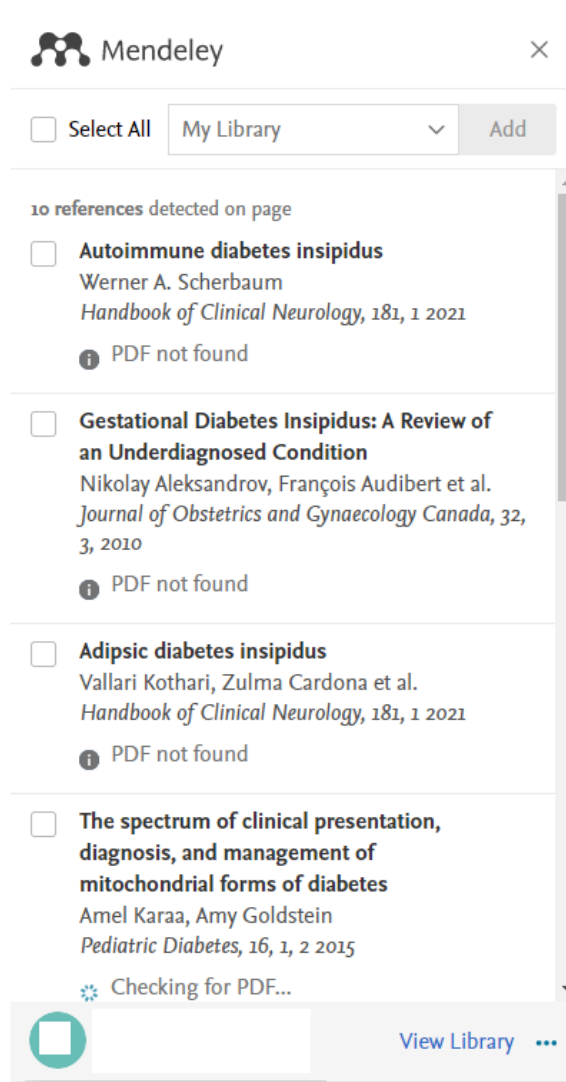 Mendeley
Select All My Library Add
10 references detected on page
Autoimmune diabetes insipidus
Werner A. Scherbaum
Handbook of Clinical Neurology, 181, 1 2021
PDF not found
Gestational Diabetes Insipidus: A Review of
an Underdiagnosed Condition
Nikolay Aleksandrov, François Audibert et al.
Journal of Obstetrics and Gynaecology Canada, 32,
3, 2010
PDF not found
Adipsic diabetes insipidus
Vallari Kothari, Zulma Cardona et al.
Handbook of Clinical Neurology, 181, 1 2021
PDF not found
The spectrum of clinical presentation,
diagnosis, and management of
mitochondrial forms of diabetes
Amel Karaa, Amy Goldstein
Pediatric Diabetes, 16, 1, 2 2015
Checking for PDF...
View Library